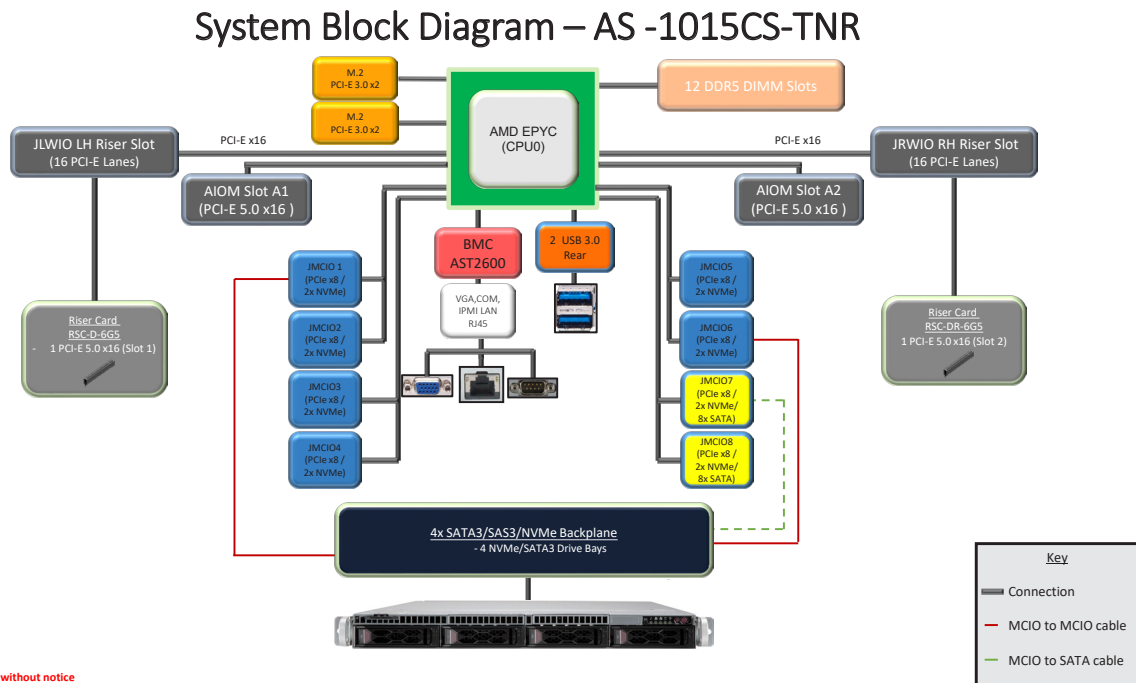 System Block Diagram – AS -1015CS-TNR
M.2
PCI-E 3.0 x2
M.2
PCI-E 3.0 x2
AMD EPYC
(CPU0)
12 DDR5 DIMM Slots
JLWIO LH Riser Slot
(16 PCI-E Lanes)
PCI-E x16
PCI-E x16
JRWIO RH Riser Slot
(16 PCI-E Lanes)
AIOM Slot A1
(PCI-E 5.0 x16 )
AIOM Slot A2
(PCI-E 5.0 x16 )
BMC
AST2600
2 USB 3.0
Rear
VGA,COM,
IPMI LAN
RJ45
JMCIO 1
(PCIe x8 /
2x NVMe)
JMCIO2
(PCIe x8 /
2x NVMe)
JMCIO3
(PCIe x8 /
2x NVMe)
JMCIO4
(PCIe x8 /
2x NVMe)
JMCIO5
(PCIe x8 /
2x NVMe)
JMCIO6
(PCIe x8 /
2x NVMe)
JMCIO7
(PCIe x8 /
2x NVMe/
8x SATA)
JMCIO8
(PCIe x8 /
2x NVMe/
8x SATA)
Riser Card
RSC-D-6G5
- 1 PCI-E 5.0 x16 (Slot 1)
Riser Card
RSC-DR-6G5
1 PCI-E 5.0 x16 (Slot 2)
4x SATA3/SAS3/NVMe Backplane
- 4 NVMe/SATA3 Drive Bays
Key
Connection
MCIO to MCIO cable
MCIO to SATA cable
without notice